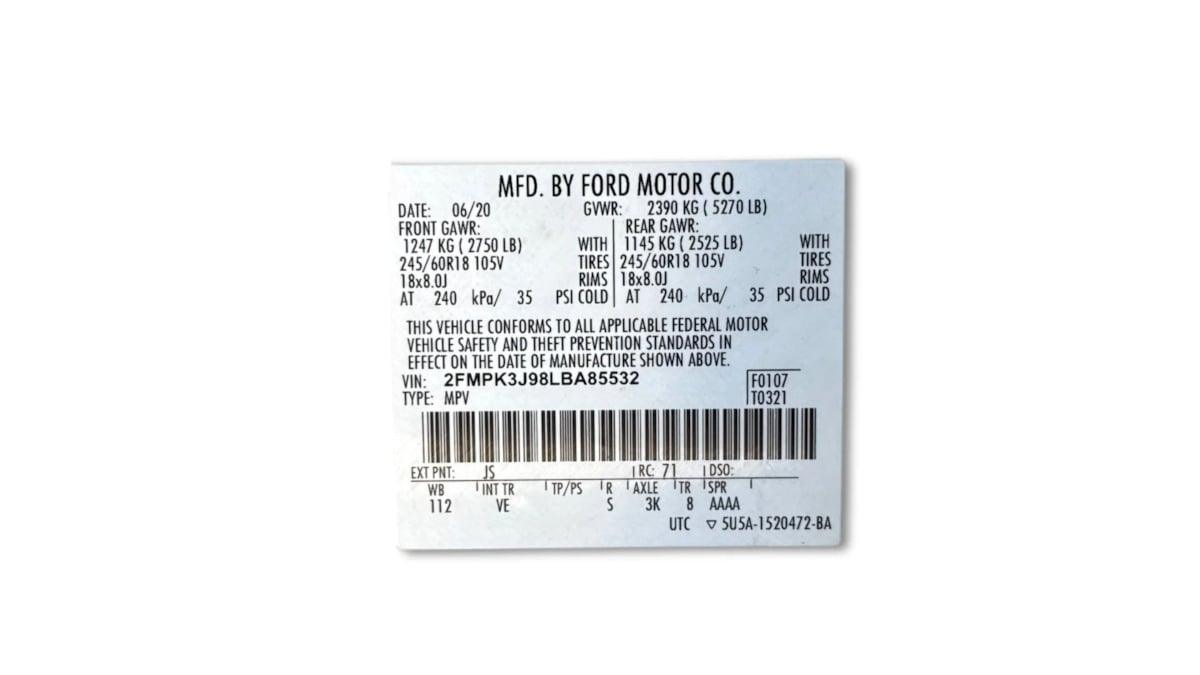 MFD. BY FORD MOTOR CO.
DATE: 06/20 GVWR: 2390 KG ( 5270 LB)
FRONT GAWR: REAR GAWR:
1247 KG ( 2750 LB) WITH 1145 KG ( 2525 LB) WITH
245/60R18 105V TIRES 245/60R18 105V TIRES
18x8.0J RIMS 18x8.0J RIMS
AT 240 kPa/ 35 PSI COLD AT 240 kPa/ 35 PSI COLD
THIS VEHICLE CONFORMS TO ALL APPLICABLE FEDERAL MOTOR
VEHICLE SAFETY AND THEFT PREVENTION STANDARDS IN
EFFECT ON THE DATE OF MANUFACTURE SHOWN ABOVE.
VIN: 2FMPK3J98LBA85532 F0107
TYPE: MPV T0321
EXT PNT: JS RC: 71 DSO:
WB INT TR TP/PS R AXLE TR SPR
112 VE S 3K 8 AAAA
UTC ▽ 5U5A-1520472-BA